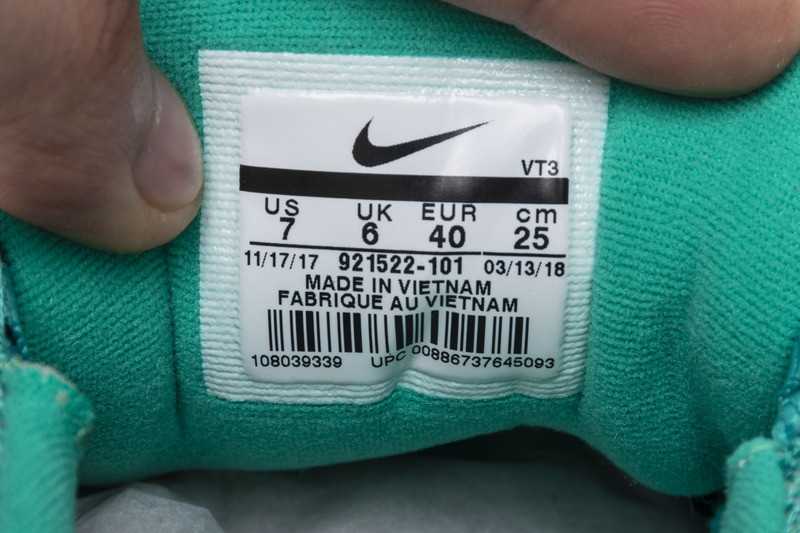 VT3
US UK EUR cm
7 6 40 25
11/17/17 921522-101 03/13/18
MADE IN VIETNAM
FABRIQUE AU VIETNAM
108039339 UPC 00886737645093